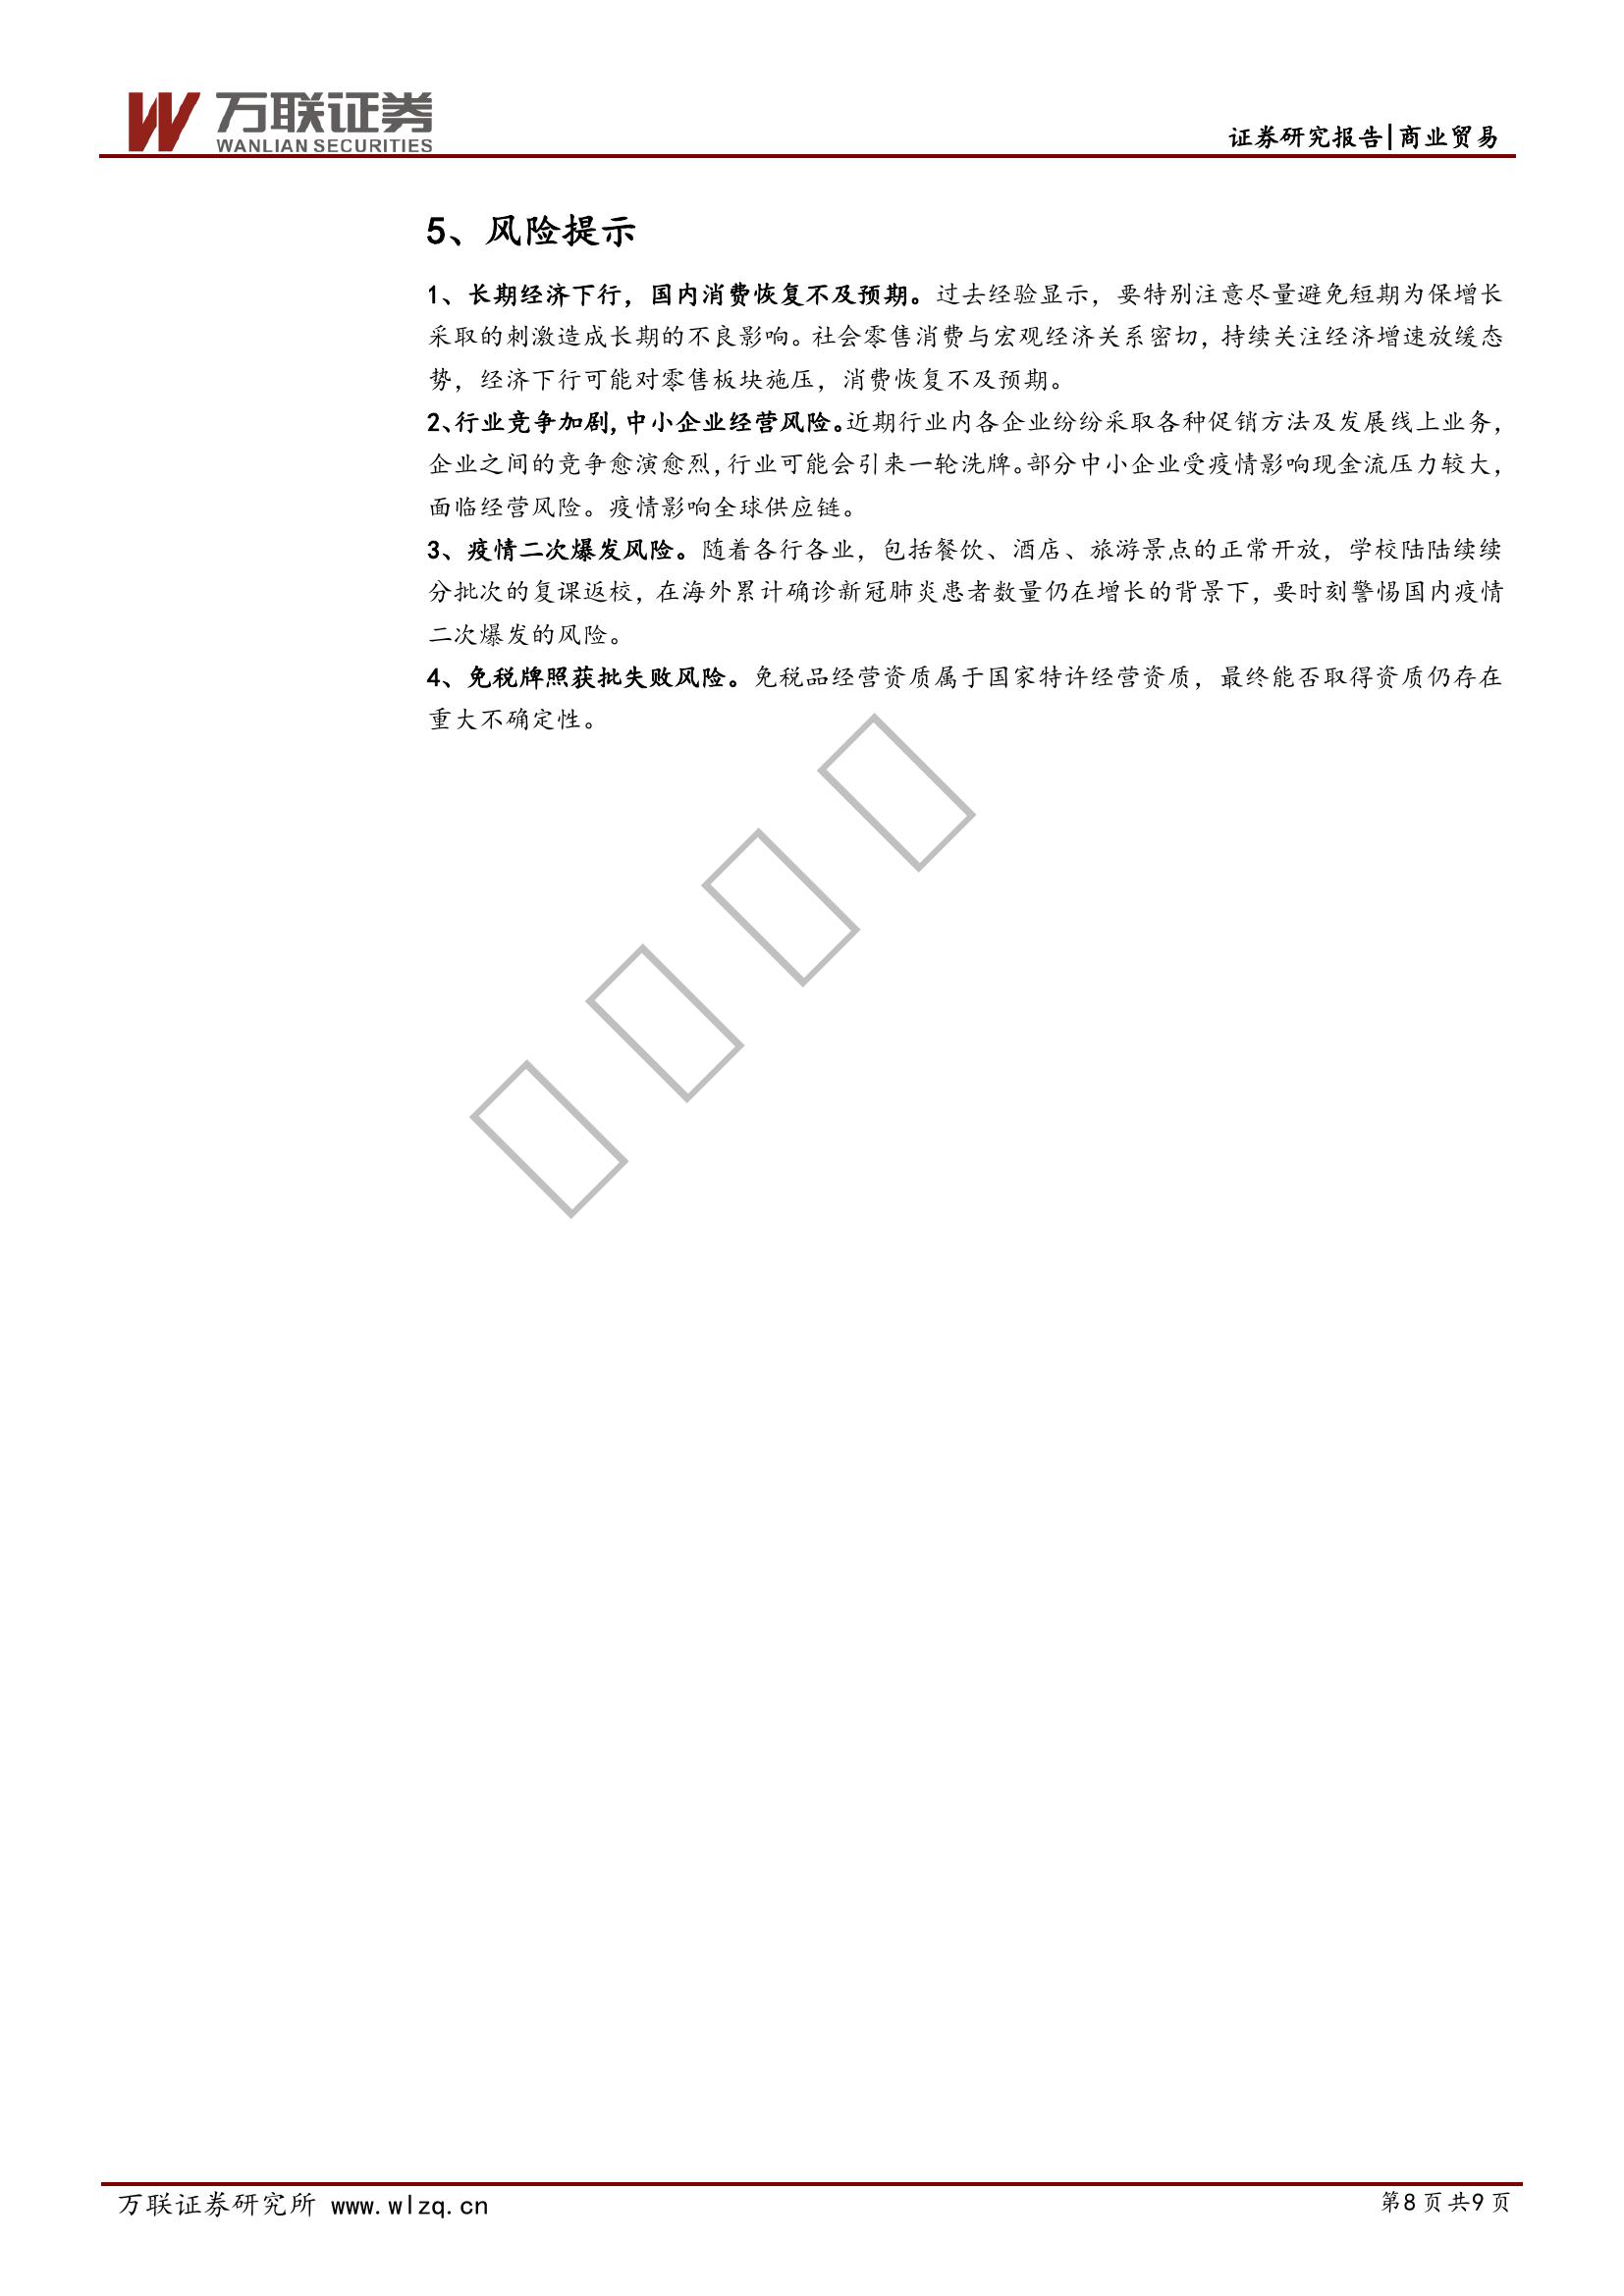 万联证券
WANLIAN SECURITIES
证券研究报告|商业贸易
5、风险提示
1、长期经济下行，国内消费恢复不及预期。过去经验显示，要特别注意尽量避免短期为保增长
采取的刺激造成长期的不良影响。社会零售消费与宏观经济关系密切，持续关注经济增速放缓态
势，经济下行可能对零售板块施压，消费恢复不及预期。
2、行业竞争加剧，中小企业经营风险。近期行业内各企业纷纷采取各种促销方法及发展线上业务，
企业之间的竞争愈演愈烈，行业可能会引来一轮洗牌。部分中小企业受疫情影响现金流压力较大，
面临经营风险。疫情影响全球供应链。
3、疫情二次爆发风险。随着各行各业，包括餐饮、酒店、旅游景点的正常开放，学校陆陆续续
分批次的复课返校，在海外累计确诊新冠肺炎患者数量仍在增长的背景下，要时刻警惕国内疫情
二次爆发的风险。
4、免税牌照获批失败风险。免税品经营资质属于国家特许经营资质，最终能否取得资质仍存在
重大不确定性。
万联证券研究所 www.wlzq.cn
第8页共9页